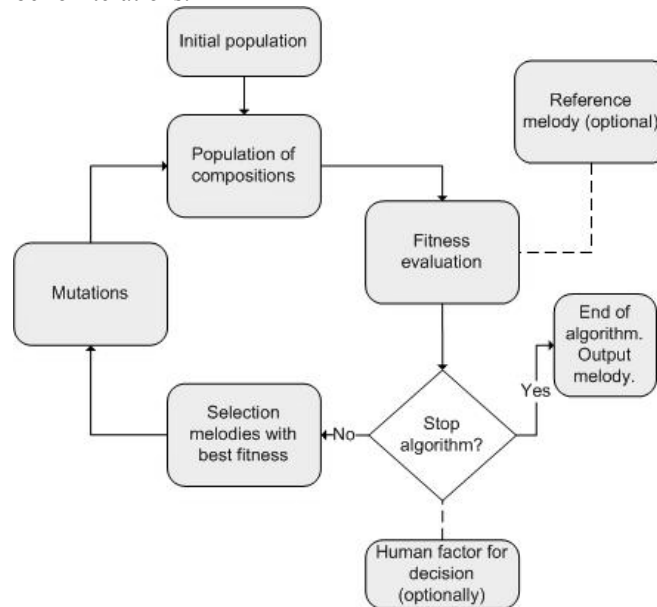 Initial population
Reference
melody (optional)
Population of
compositions
Fitness
evaluation
Mutations
End of
algorithm.
Output
melody.
Yes
Selection
melodies with
best fitness
No
Stop
algorithm?
Human factor for
decision
(optionally)